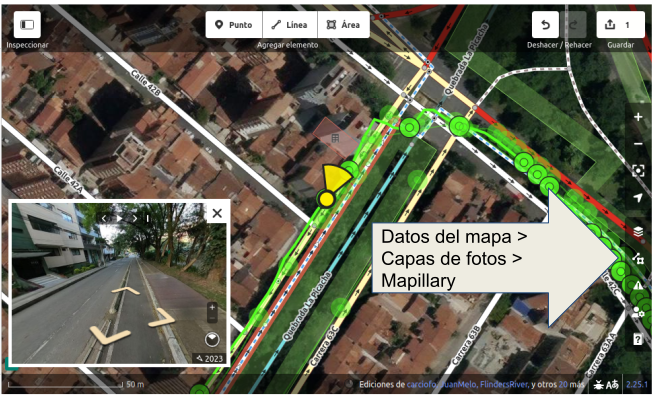 Punto
Línea
Área
1
Inspeccionar
Agregar elemento
Deshacer / Rehacer
Guardar
Calle 42B
Quebrada La Picacha
Calle 42A
Datos del mapa >
Capas de fotos >
Mapillary
Quebrada La Picacha
Carrera 63C
Carrera 63B
Carrera 63AA
42C
2023
50 m
Ediciones de carciofo, JuanMelo, FlindersRiver, y otros 20 más
2.25.1